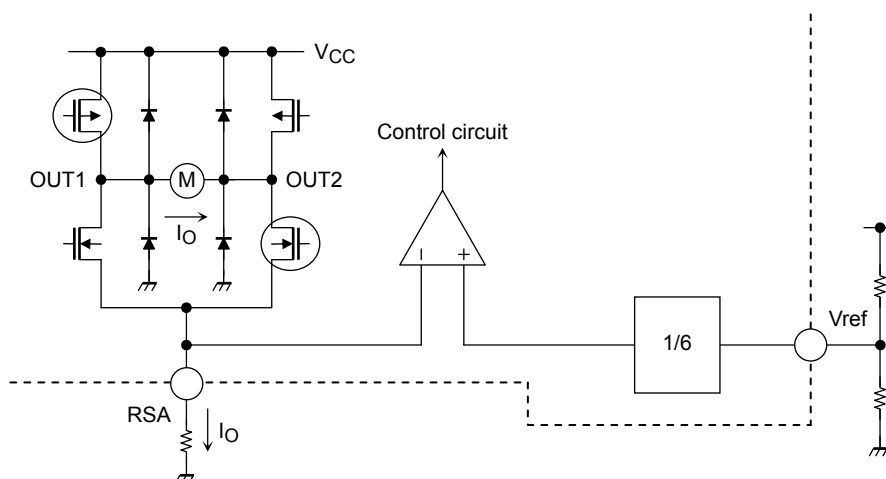 VCC
Control circuit
OUT1
M
OUT2
IO
− +
1/6
Vref
RSA
IO